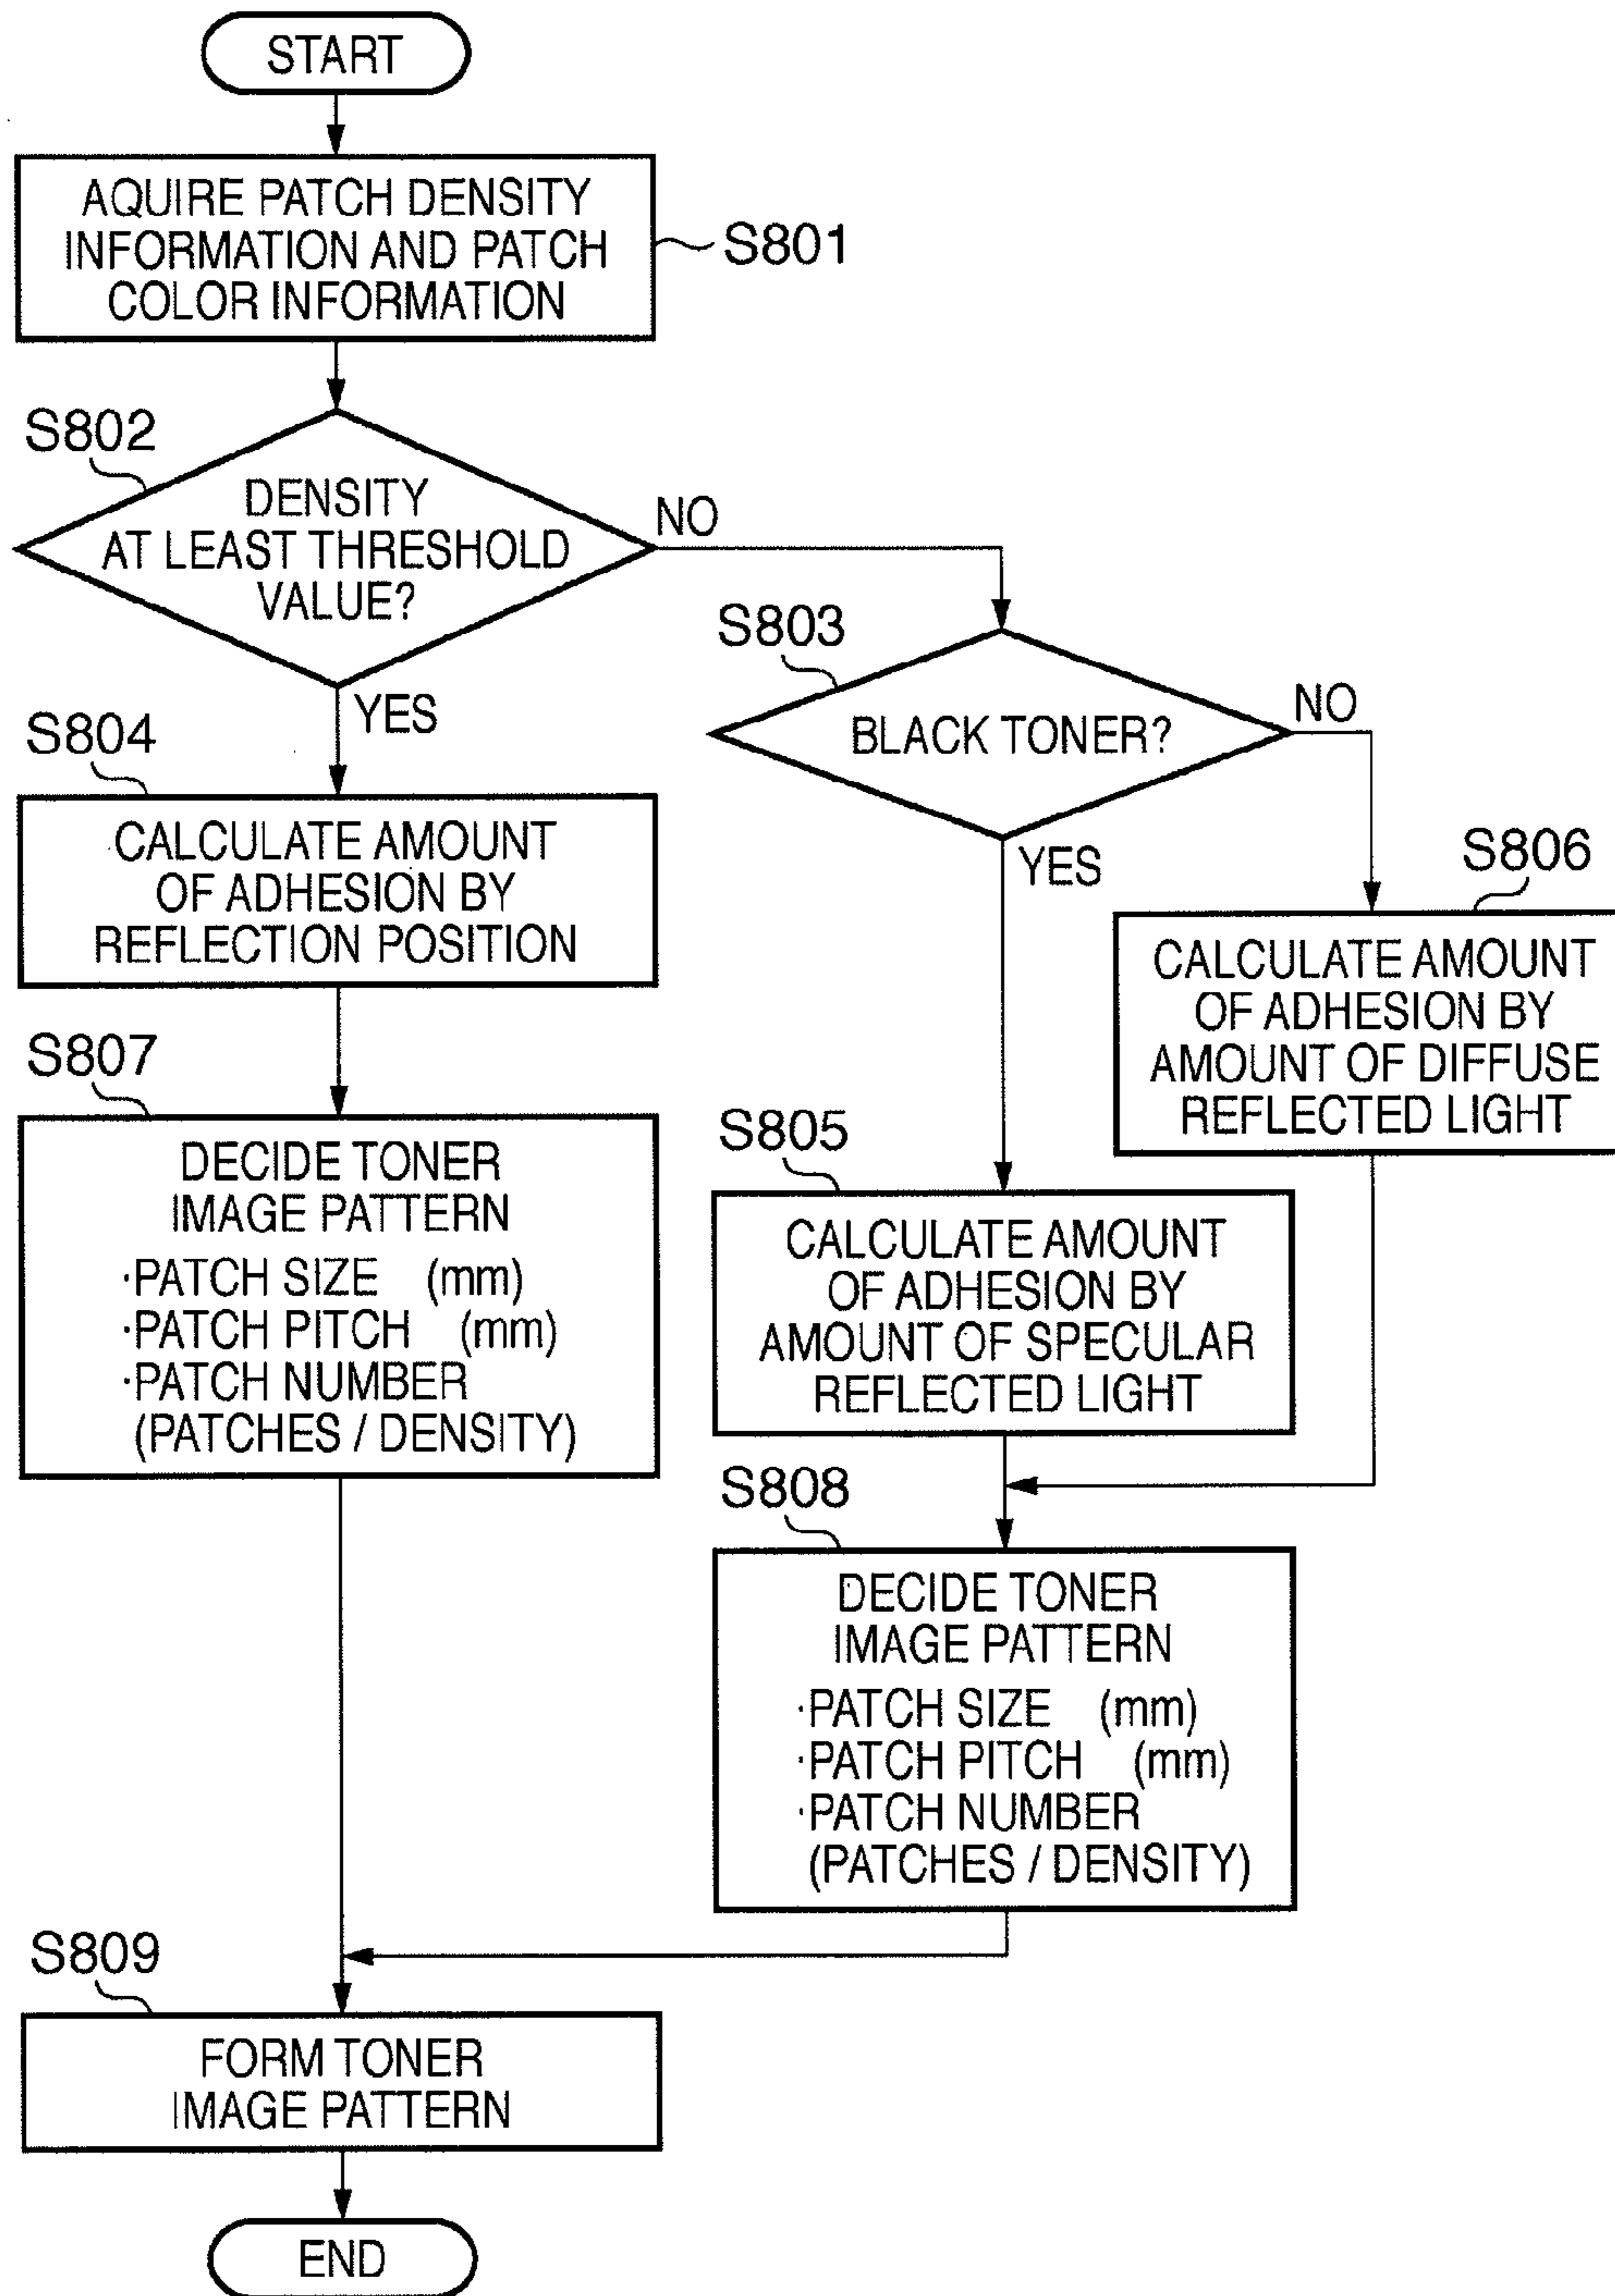 START
AQUIRE PATCH DENSITY
INFORMATION AND PATCH
COLOR INFORMATION
S801
S802
DENSITY
AT LEAST THRESHOLD
VALUE?
NO
YES
S803
BLACK TONER?
NO
YES
S804
CALCULATE AMOUNT
OF ADHESION BY
REFLECTION POSITION
S806
CALCULATE AMOUNT
OF ADHESION BY
AMOUNT OF DIFFUSE
REFLECTED LIGHT
S807
DECIDE TONER
IMAGE PATTERN
·PATCH SIZE (mm)
·PATCH PITCH (mm)
·PATCH NUMBER
(PATCHES / DENSITY)
S805
CALCULATE AMOUNT
OF ADHESION BY
AMOUNT OF SPECULAR
REFLECTED LIGHT
S808
DECIDE TONER
IMAGE PATTERN
·PATCH SIZE (mm)
·PATCH PITCH (mm)
·PATCH NUMBER
(PATCHES / DENSITY)
S809
FORM TONER
IMAGE PATTERN
END